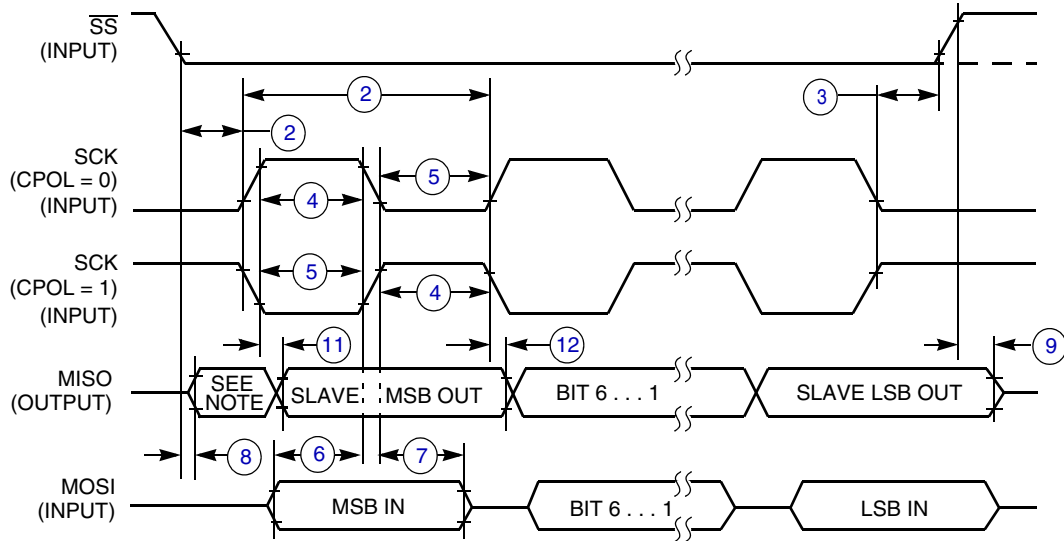 SS
(INPUT)
2
3
2
SCK
(CPOL = 0)
(INPUT)
5
4
SCK
(CPOL = 1)
(INPUT)
5
4
11
12
9
MISO
(OUTPUT)
SEE
NOTE
SLAVE
MSB OUT
BIT 6 . . . 1
SLAVE LSB OUT
8
6
7
MOSI
(INPUT)
MSB IN
BIT 6 . . . 1
LSB IN